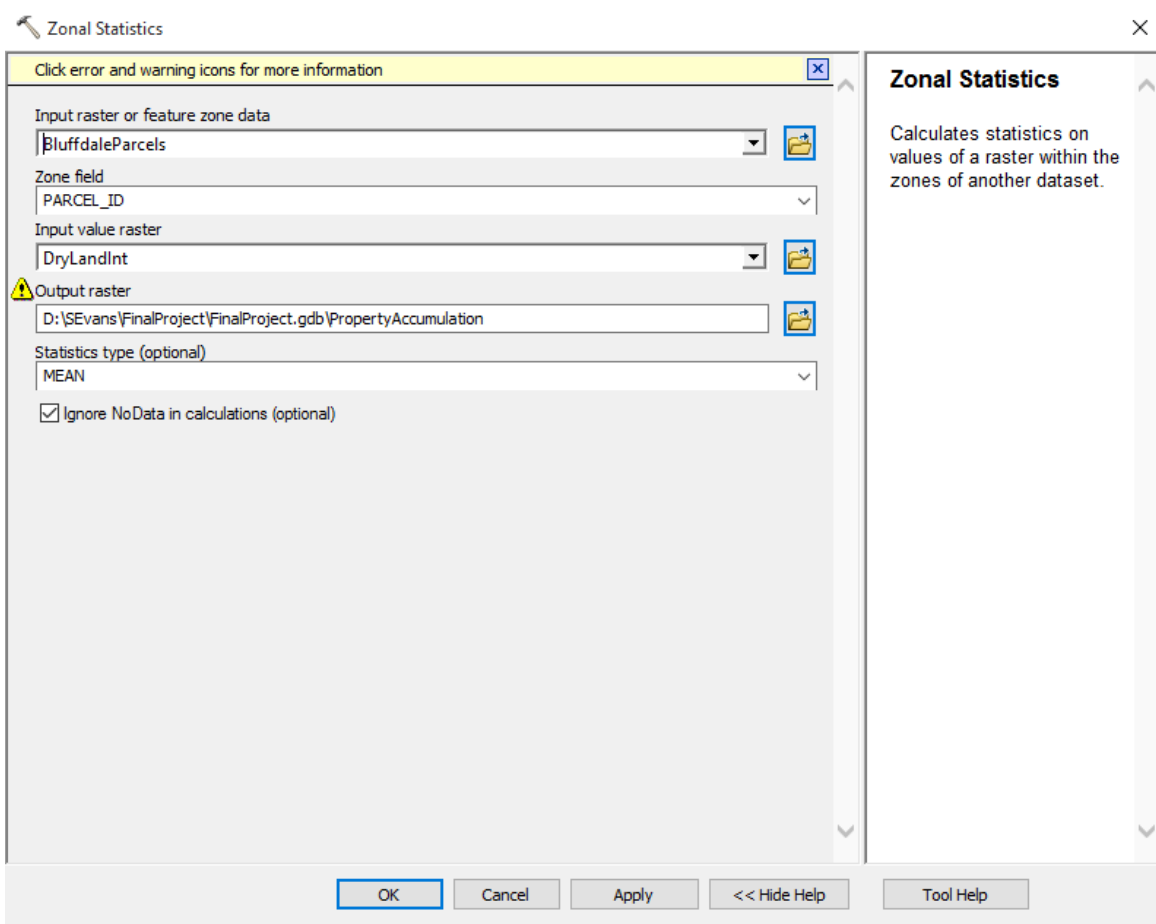 Zonal Statistics
Click error and warning icons for more information
Input raster or feature zone data
BluffdaleParcels
Zone field
PARCEL_ID
Input value raster
DryLandInt
Output raster
D:\SEvans\FinalProject\FinalProject.gdb\PropertyAccumulation
Statistics type (optional)
MEAN
Ignore NoData in calculations (optional)
Zonal Statistics
Calculates statistics on
values of a raster within the
zones of another dataset.
OK
Cancel
Apply
<< Hide Help
Tool Help